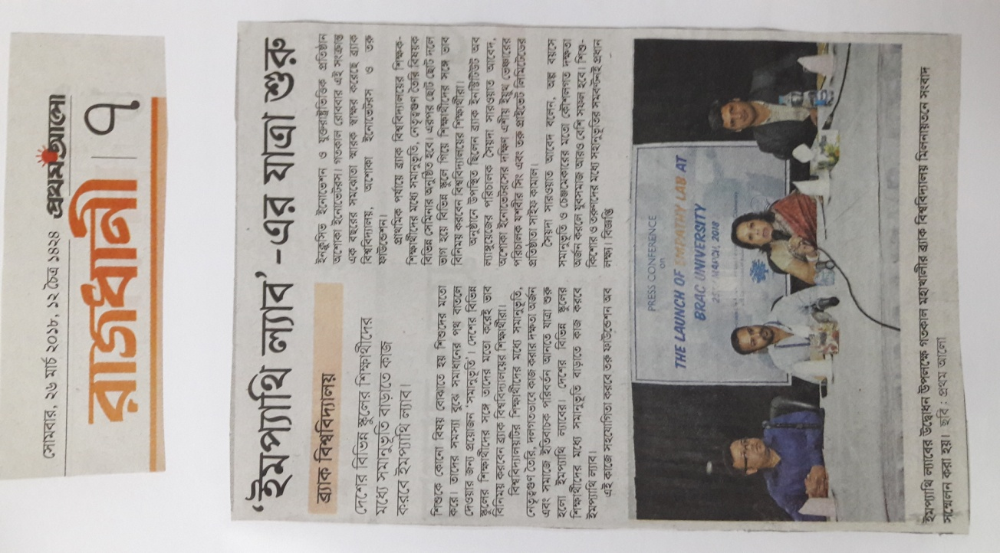 সোমবার, ২৬ মার্চ ২০১৮, ১২ চৈত্র ১৪২৪ প্রথম আলো
রাজধানী | ৭
‘ইমপ্যাথি ল্যাব’ -এর যাত্রা শুরু
ব্র্যাক বিশ্ববিদ্যালয়
দেশের বিভিন্ন স্কুলের শিক্ষার্থীদের
মধ্যে সমানুভূতি বাড়াতে কাজ
করবে ইমপ্যাথি ল্যাব।
শিশুকে কোনো বিষয় বোঝাতে হয় শিশুদের মতো
করে। তাদের সমস্যা বুঝে সমাধানের পথ বাতলে
দেওয়ার জন্য প্রয়োজন ‘সমানুভূতি’। দেশের বিভিন্ন
স্কুলের শিক্ষার্থীদের সঙ্গে তাদের মতো করেই ভাব
বিনিময় করবেন ব্র্যাক বিশ্ববিদ্যালয়ের শিক্ষার্থীরা।
বিশ্ববিদ্যালয়টির শিক্ষার্থীদের মধ্যে সমানুভূতি,
নেতৃত্বগুণ তৈরি, দলগতভাবে কাজ করার দক্ষতা অর্জন
এবং সমাজে ইতিবাচক পরিবর্তন আনতে যাত্রা শুরু
হলো ইমপ্যাথি ল্যাবের। দেশের বিভিন্ন স্কুলের
শিক্ষার্থীদের মধ্যে সমানুভূতি বাড়াতে কাজ করবে
ইমপ্যাথি ল্যাব।
এই কাজে সহযোগিতা করবে তরু ফাউন্ডেশন অব
ইনক্লুসিভ ইনোভেশন ও যুক্তরাষ্ট্রভিত্তিক প্রতিষ্ঠান
অশোকা ইনোভেটরস। গতকাল রোববার এই সংক্রান্ত
এক বছরের সমঝোতা স্মারক স্বাক্ষর করেছে ব্র্যাক
বিশ্ববিদ্যালয়, অশোকা ইনোভেটরস ও তরু
ফাউন্ডেশন।
প্রাথমিক পর্যায়ে ব্র্যাক বিশ্ববিদ্যালয়ের শিক্ষক-
শিক্ষার্থীদের মধ্যে সমানুভূতি, নেতৃত্বগুণ তৈরি বিষয়ক
বিভিন্ন সেমিনার অনুষ্ঠিত হবে। এরপর ছোট ছোট দলে
ভাগ হয়ে বিভিন্ন স্কুলে গিয়ে শিক্ষার্থীদের সঙ্গে ভাব
বিনিময় করবেন বিশ্ববিদ্যালয়ের শিক্ষার্থীরা।
অনুষ্ঠানে উপস্থিত ছিলেন ব্র্যাক ইনস্টিটিউট অব
ল্যাঙ্গুয়েজের পরিচালক সৈয়দা সারওয়াত আবেদ,
অশোকা ইনোভেটরসের দক্ষিণ এশীয় ইয়ুথ ভেঞ্চারের
পরিচালক যশবীর সিং এবং তরু প্রাইভেট লিমিটেডের
প্রতিষ্ঠাতা সাইফ কামাল।
সৈয়দা সারওয়াত আবেদ বলেন, অল্প বয়সে
সমানুভূতি ও চেঞ্জমেকারের মতো কৌশলগত দক্ষতা
অর্জন করলে যুবসমাজ আরও বেশি সফল হবে। শিশু-
কিশোর ও তরুণদের মধ্যে সহানুভূতির সমবণ্টনই প্রধান
লক্ষ্য। বিজ্ঞপ্তি
PRESS CONFERENCE
on
THE LAUNCH OF EMPATHY LAB AT
BRAC UNIVERSITY
25TH MARCH, 2018
ইমপ্যাথি ল্যাবের উদ্বোধন উপলক্ষে গতকাল মহাখালীর ব্র্যাক বিশ্ববিদ্যালয় মিলনায়তনে সংবাদ
সম্মেলন করা হয়। ছবি : প্রথম আলো